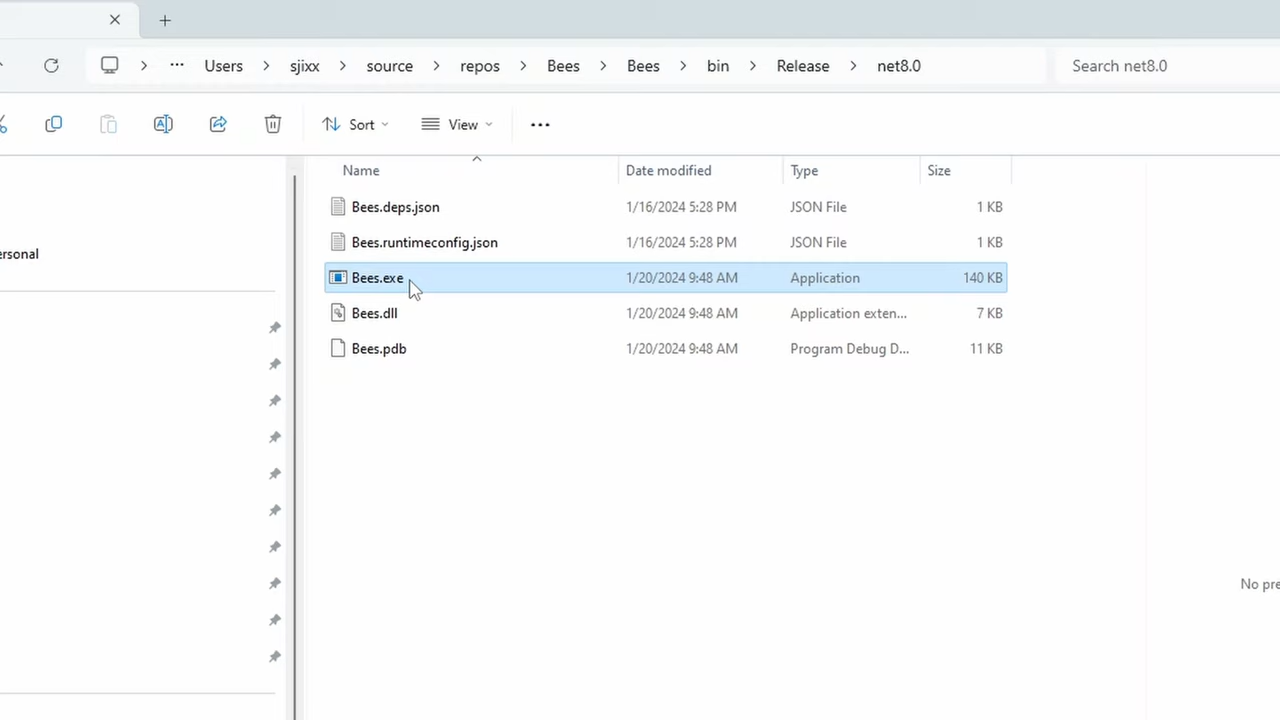 Users sjixx source repos Bees Bees bin Release net8.0 Search net8.0
Sort View
Name Date modified Type Size
Bees.deps.json 1/16/2024 5:28 PM JSON File 1 KB
Bees.runtimeconfig.json 1/16/2024 5:28 PM JSON File 1 KB
ersonal
Bees.exe 1/20/2024 9:48 AM Application 140 KB
Bees.dll 1/20/2024 9:48 AM Application exten... 7 KB
Bees.pdb 1/20/2024 9:48 AM Program Debug D... 11 KB
No pre